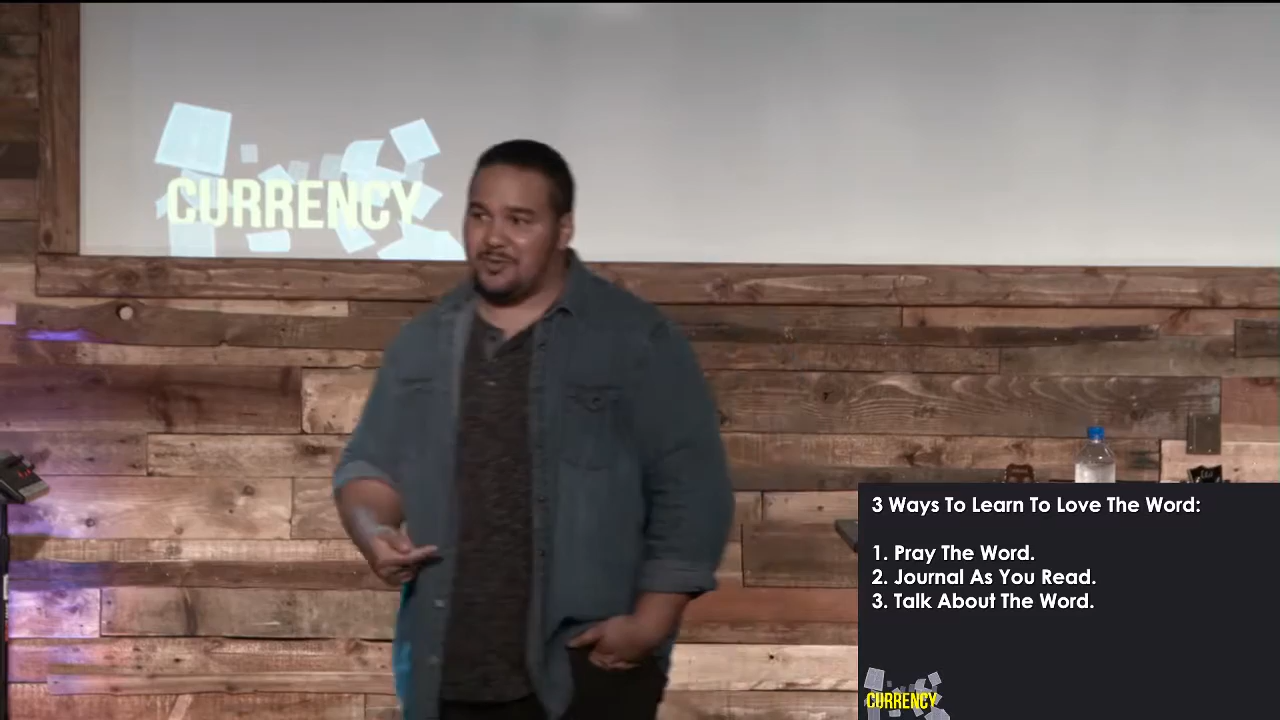 CURRENCY
3 Ways To Learn To Love The Word:
1. Pray The Word.
2. Journal As You Read.
3. Talk About The Word.
CURRENCY